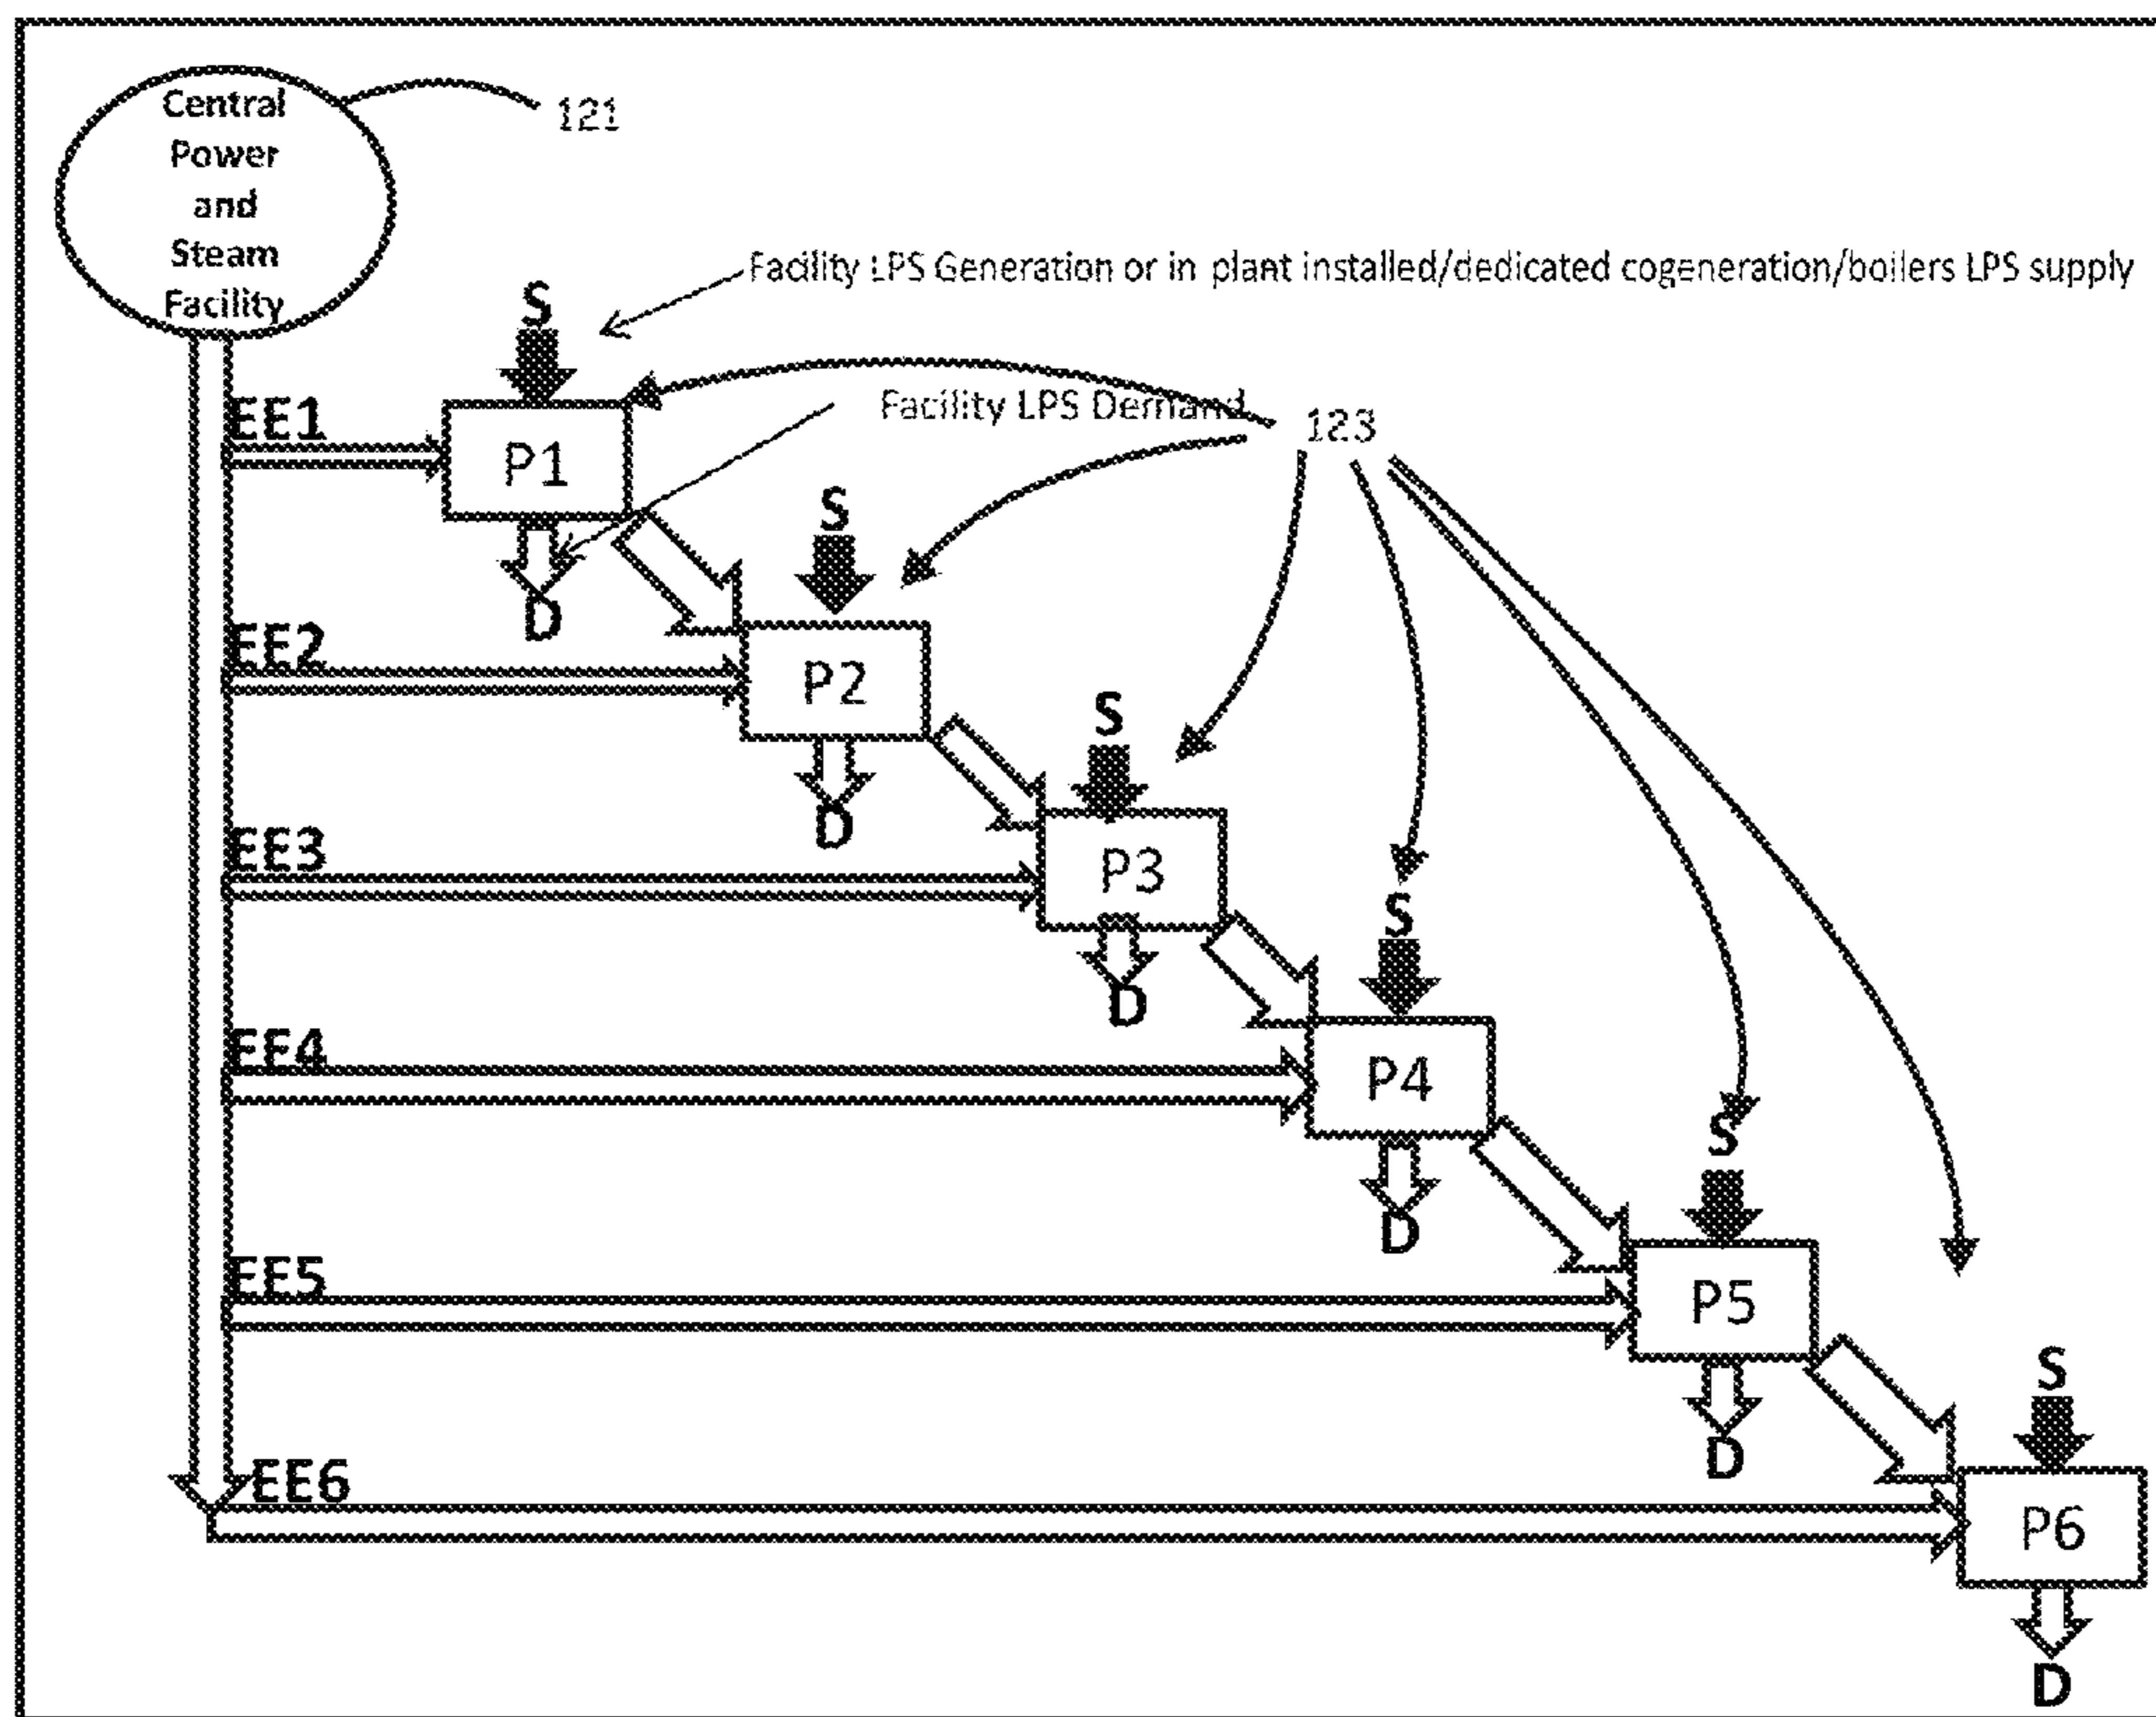 Central
Power
and
Steam
Facility
121
Facility LPS Generation or in plant installed/dedicated cogeneration/boilers LPS supply
S
Facility LPS Demand
123
EE1
P1
S
D
EE2
P2
S
D
EE3
P3
S
D
EE4
P4
S
D
EE5
P5
S
D
EE6
P6
D